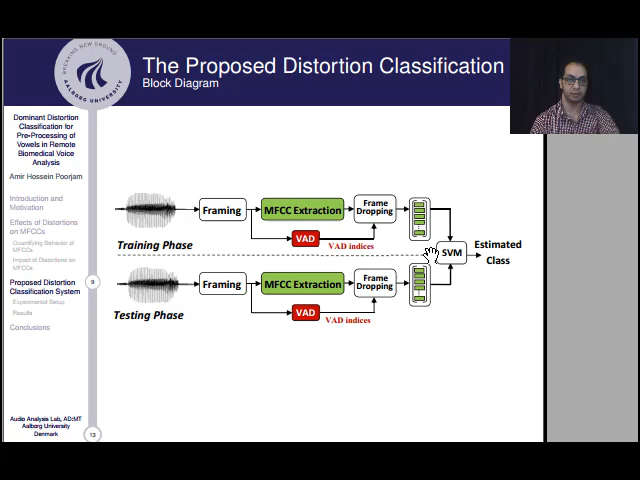 BREAKING NEW GROUND
AALBORG UNIVERSITY
The Proposed Distortion Classification
Block Diagram
Dominant Distortion
Classification for
Pre-Processing of
Vowels in Remote
Biomedical Voice
Analysis
Amir Hossein Poorjam
Introduction and
Motivation
Effects of Distortions
on MFCCs
Quantifying Behavior of
MFCCs
Impact of Distortions on
MFCCs
Proposed Distortion
Classification System
Experimental Setup
Results
Conclusions
9
Audio Analysis Lab, AD:MT
Aalborg University
Denmark
13
Framing
MFCC Extraction
Frame
Dropping
VAD
VAD indices
Training Phase
SVM
Estimated
Class
Framing
MFCC Extraction
Frame
Dropping
VAD
VAD indices
Testing Phase